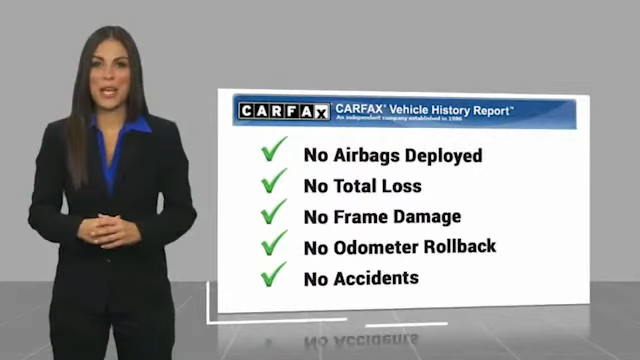 CARFAX CARFAX® Vehicle History Report™
An independent company established in 1986
No Airbags Deployed
No Total Loss
No Frame Damage
No Odometer Rollback
No Accidents